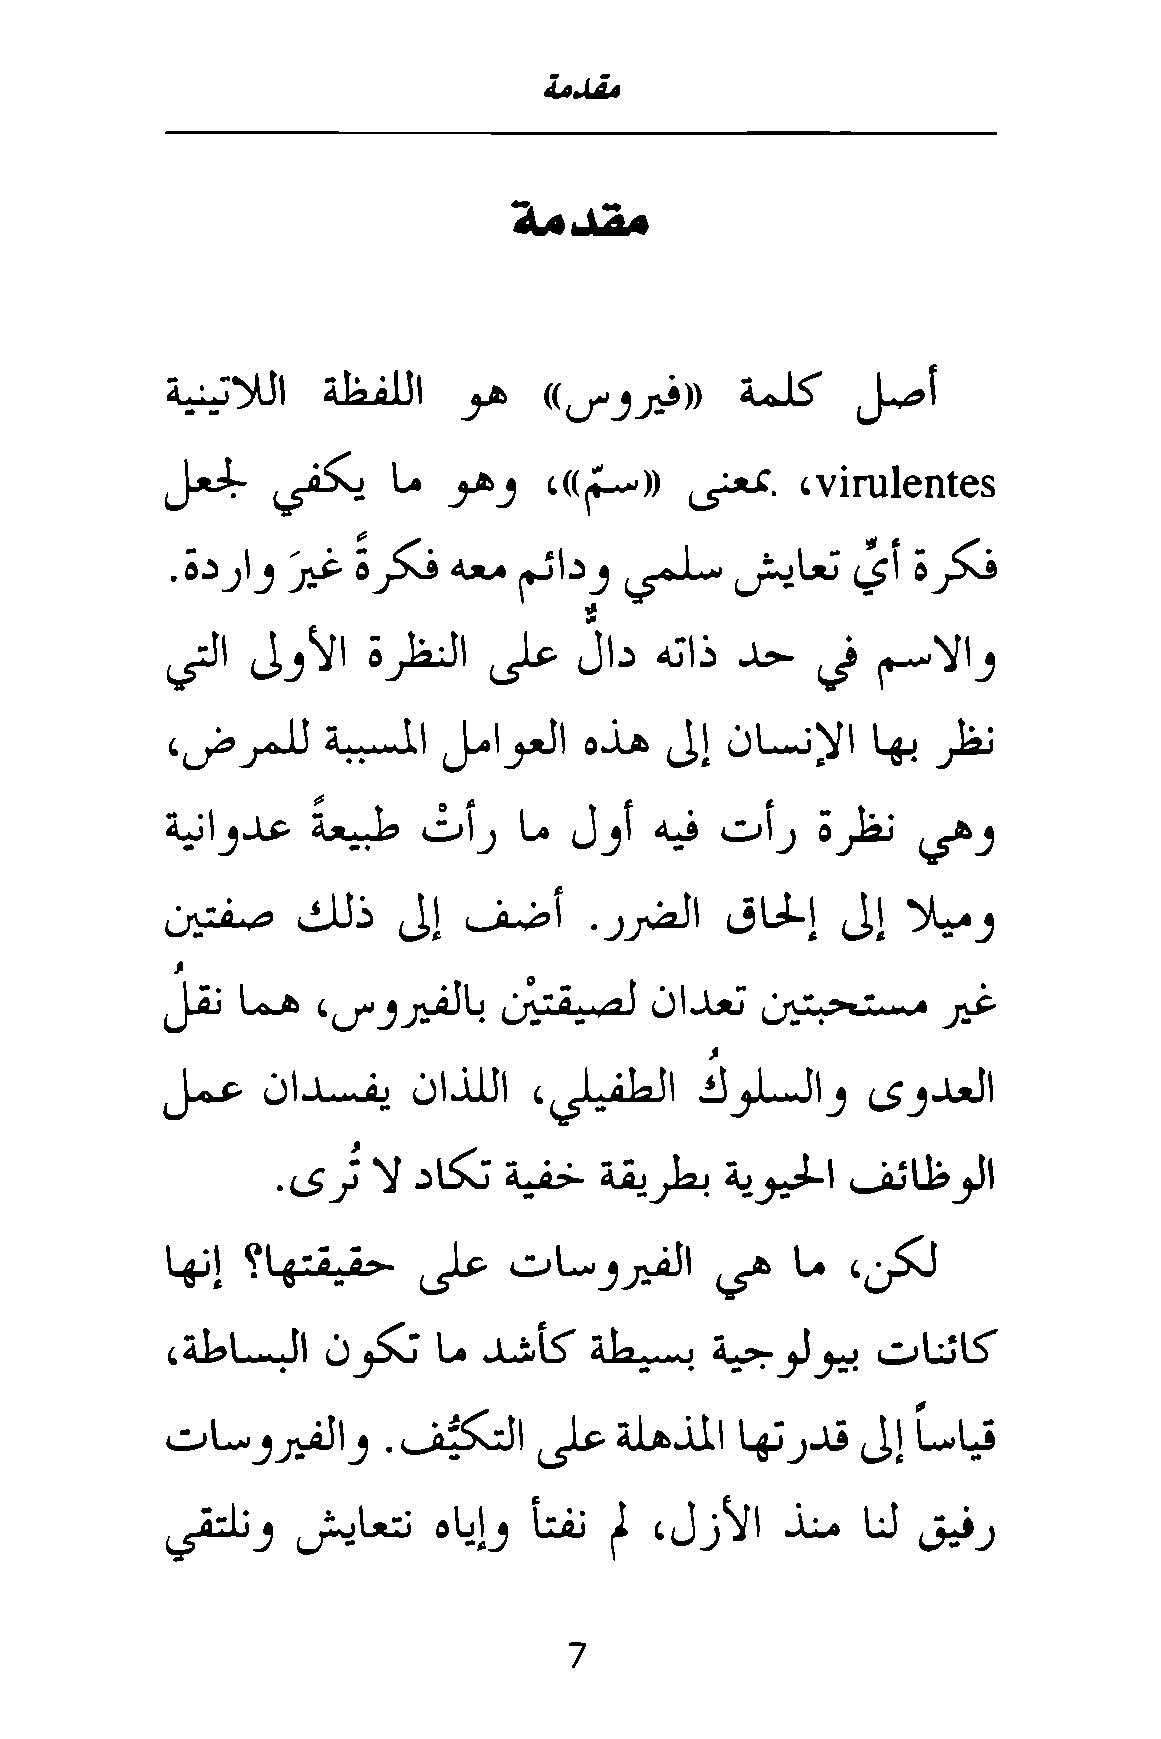 مقدمة
مقدمة
أصل كلمة «فيروس» هو اللفظة اللاتينية
virulentes، بمعنى «سمّ»، وهو ما يكفي لجعل
فكرة أيِّ تعايش سلمي ودائم معه فكرةً غيرَ واردة.
والاسم في حد ذاته دالٌّ على النظرة الأولى التي
نظر بها الإنسان إلى هذه العوامل المسببة للمرض،
وهي نظرة رأت فيه أول ما رأتْ طبيعةً عدوانية
وميلا إلى إلحاق الضرر. أضف إلى ذلك صفتين
غير مستحبتين تعدان لصيقتيْن بالفيروس، هما نقلُ
العدوى والسلوكُ الطفيلي، اللذان يفسدان عمل
الوظائف الحيوية بطريقة خفية تكاد لا تُرى.
لكن، ما هي الفيروسات على حقيقتها؟ إنها
كائنات بيولوجية بسيطة كأشد ما تكون البساطة،
قياساً إلى قدرتها المذهلة على التكيُّف. والفيروسات
رفيق لنا منذ الأزل، لم نفتأ وإياه نتعايش ونلتقي
7